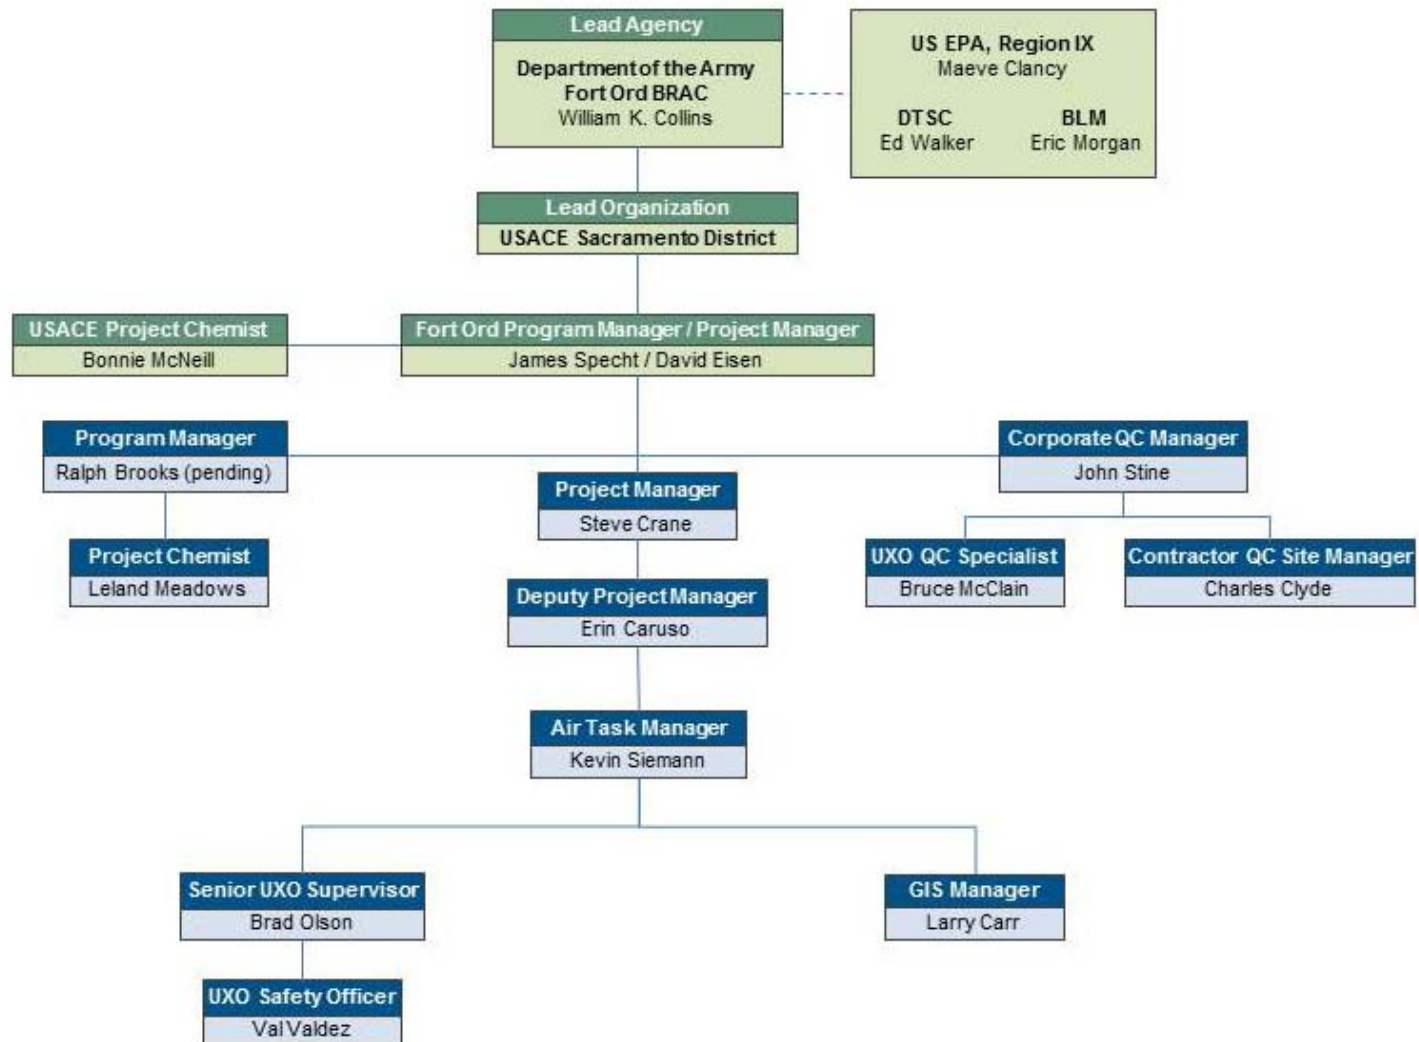 Lead Agency
Department of the Army
Fort Ord BRAC
William K. Collins
US EPA, Region IX
Maeve Clancy
DTSC
Ed Walker
BLM
Eric Morgan
Lead Organization
USACE Sacramento District
USACE Project Chemist
Bonnie McNeill
Fort Ord Program Manager / Project Manager
James Specht / David Eisen
Program Manager
Ralph Brooks (pending)
Corporate QC Manager
John Stine
Project Manager
Steve Crane
Project Chemist
Leland Meadows
UXO QC Specialist
Bruce McClain
Contractor QC Site Manager
Charles Clyde
Deputy Project Manager
Erin Caruso
Air Task Manager
Kevin Siemann
Senior UXO Supervisor
Brad Olson
GIS Manager
Larry Carr
UXO Safety Officer
Val Valdez